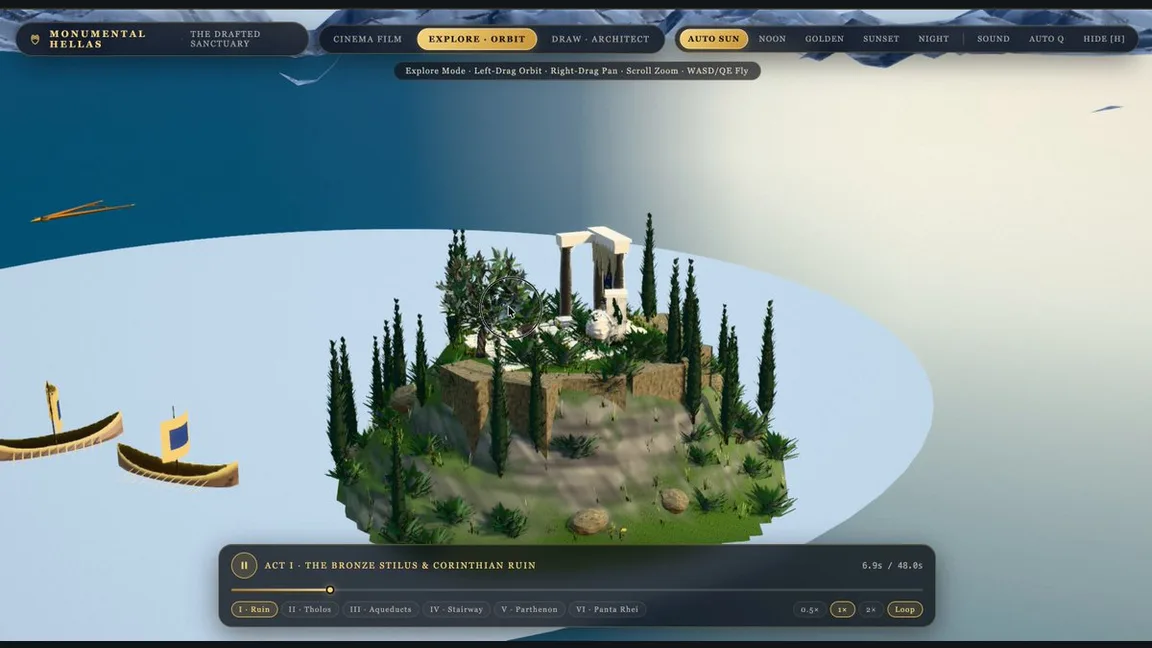 MONUMENTAL HELLAS
THE DRAFTED SANCTUARY
CINEMA FILM
EXPLORE · ORBIT
DRAW · ARCHITECT
AUTO SUN
NOON
GOLDEN
SUNSET
NIGHT
SOUND
AUTO Q
HIDE [H]
Explore Mode · Left-Drag Orbit · Right-Drag Pan · Scroll Zoom · WASD/QE Fly
ACT I · THE BRONZE STILUS & CORINTHIAN RUIN
6.9s / 48.0s
I · Ruin
II · Tholos
III · Aqueducts
IV · Stairway
V · Parthenon
VI · Panta Rhei
0.5×
1×
2×
Loop